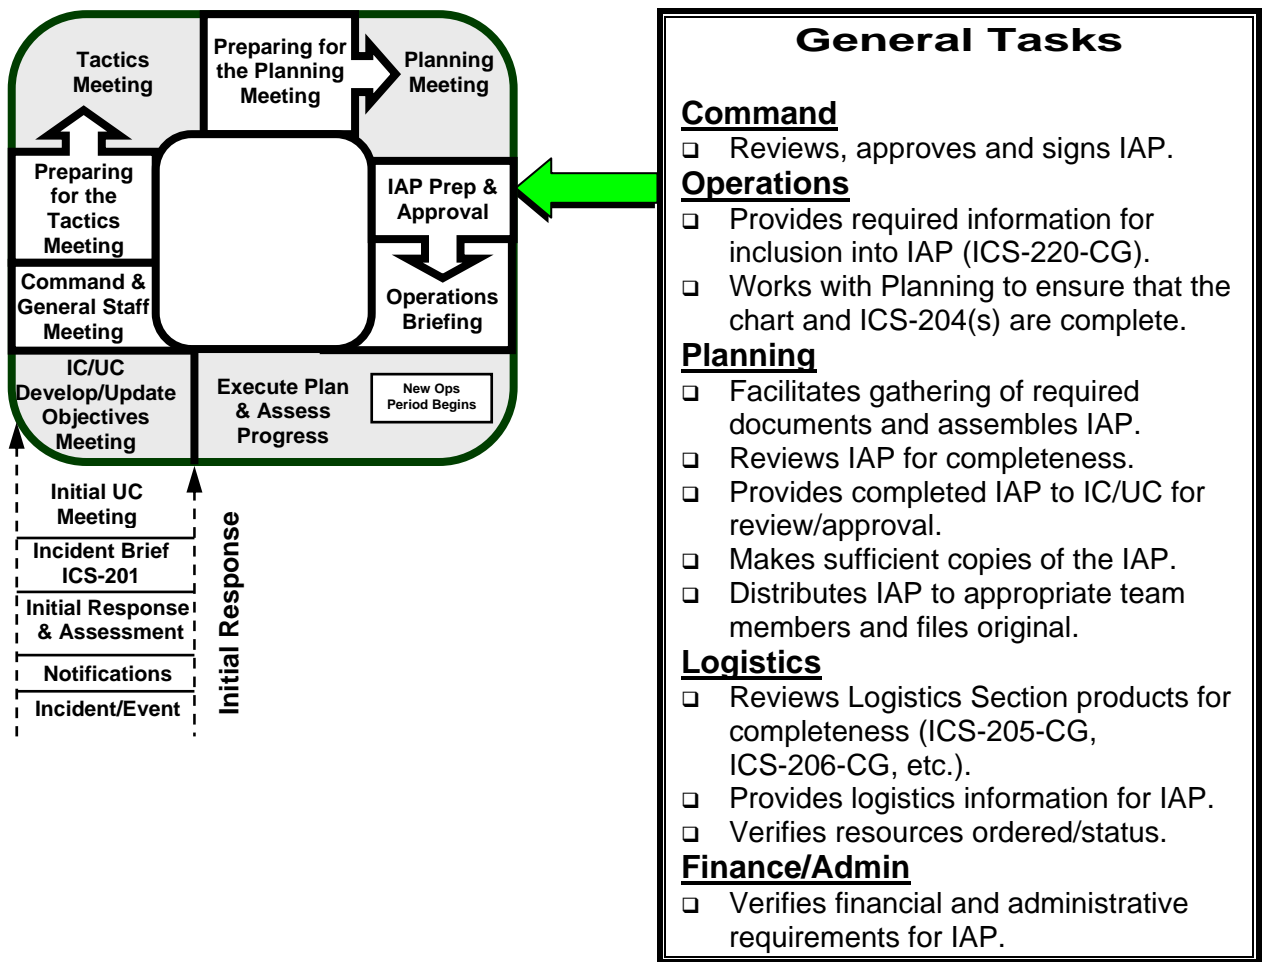 Tactics
Meeting
Preparing for
the Planning
Meeting
Planning
Meeting
Preparing
for the
Tactics
Meeting
IAP Prep &
Approval
Command &
General Staff
Meeting
Operations
Briefing
IC/UC
Develop/Update
Objectives
Meeting
Execute Plan
& Assess
Progress
New Ops
Period Begins
Initial UC
Meeting
Incident Brief
ICS-201
Initial Response
& Assessment
Notifications
Incident/Event
Initial Response
General Tasks
Command
❑ Reviews, approves and signs IAP.
Operations
❑ Provides required information for
inclusion into IAP (ICS-220-CG).
❑ Works with Planning to ensure that the
chart and ICS-204(s) are complete.
Planning
❑ Facilitates gathering of required
documents and assembles IAP.
❑ Reviews IAP for completeness.
❑ Provides completed IAP to IC/UC for
review/approval.
❑ Makes sufficient copies of the IAP.
❑ Distributes IAP to appropriate team
members and files original.
Logistics
❑ Reviews Logistics Section products for
completeness (ICS-205-CG,
ICS-206-CG, etc.).
❑ Provides logistics information for IAP.
❑ Verifies resources ordered/status.
Finance/Admin
❑ Verifies financial and administrative
requirements for IAP.